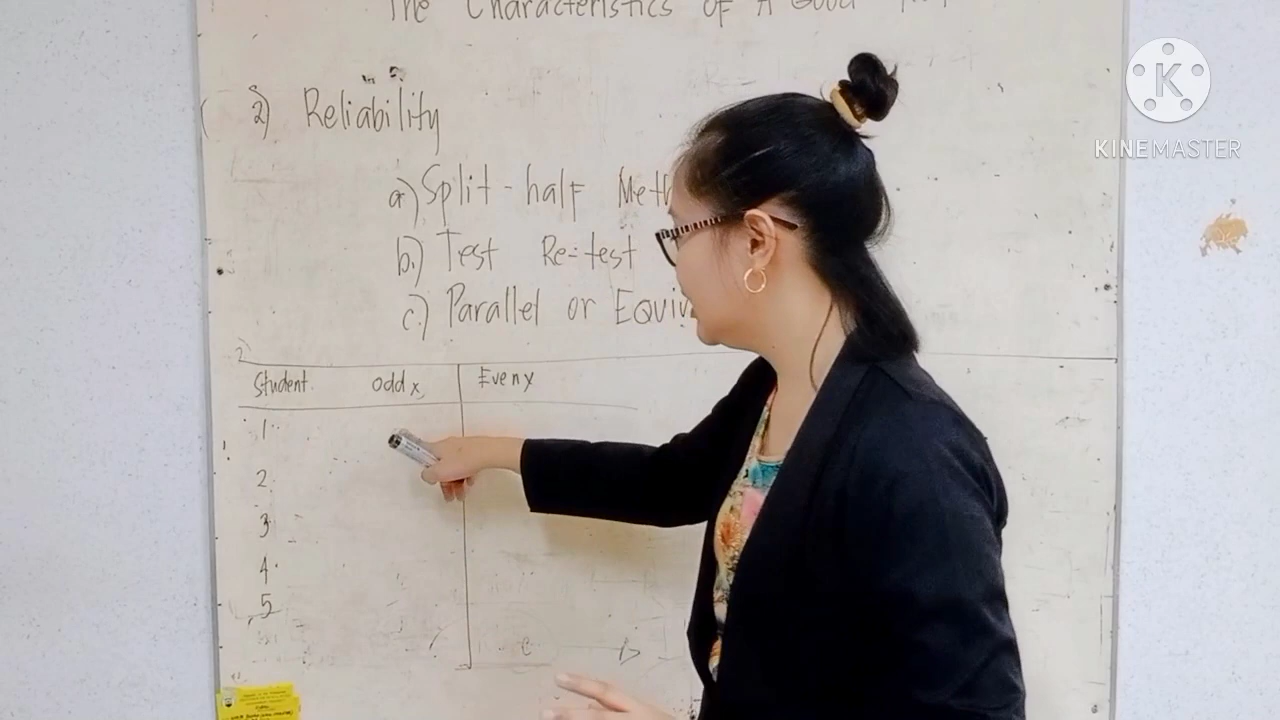 The Characteristics Of A Good
2) Reliability
a.) Split-half Meth
b.) Test Re-test
c.) Parallel or Equiv
Student. Odd x Even y
1.
2.
3.
4.
5
KINEMASTER